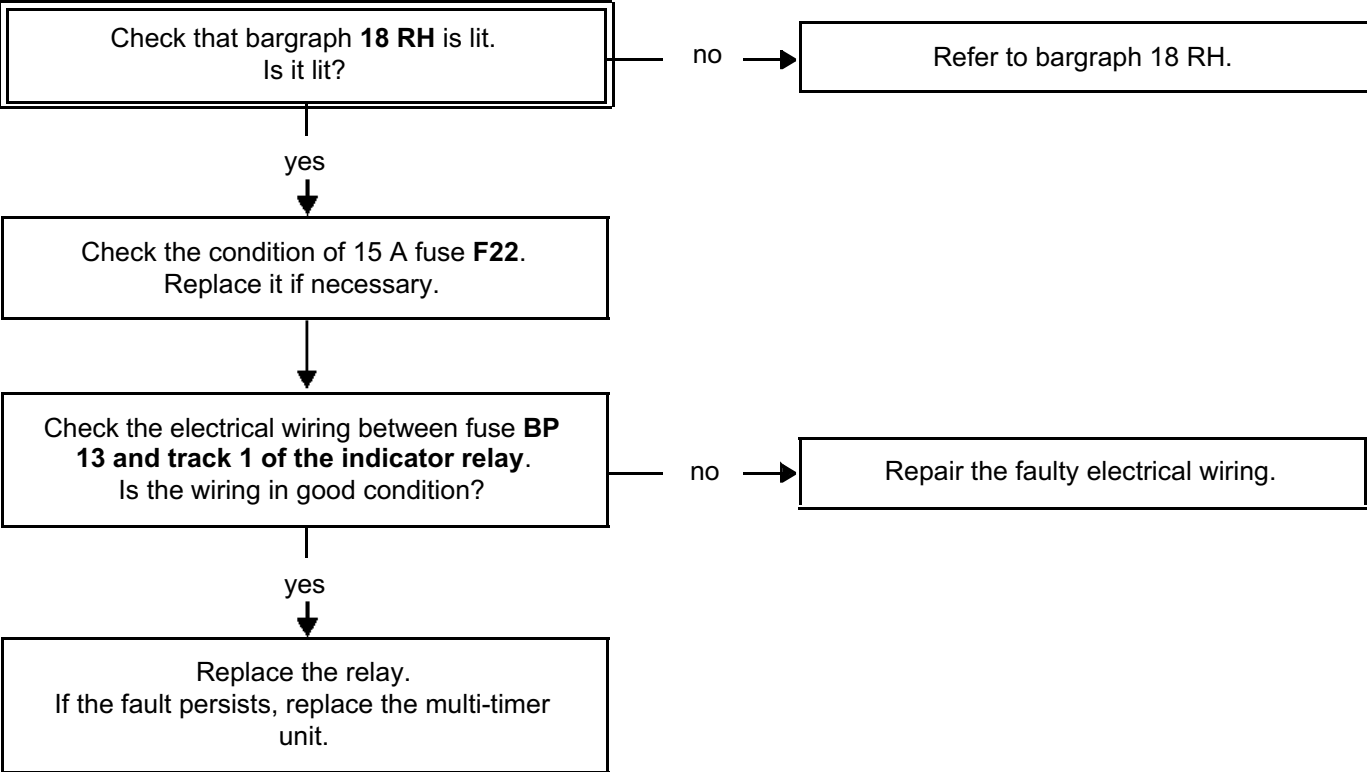 Check that bargraph 18 RH is lit.
Is it lit?
no
Refer to bargraph 18 RH.
yes
Check the condition of 15 A fuse F22.
Replace it if necessary.
Check the electrical wiring between fuse BP
13 and track 1 of the indicator relay.
Is the wiring in good condition?
no
Repair the faulty electrical wiring.
yes
Replace the relay.
If the fault persists, replace the multi-timer
unit.